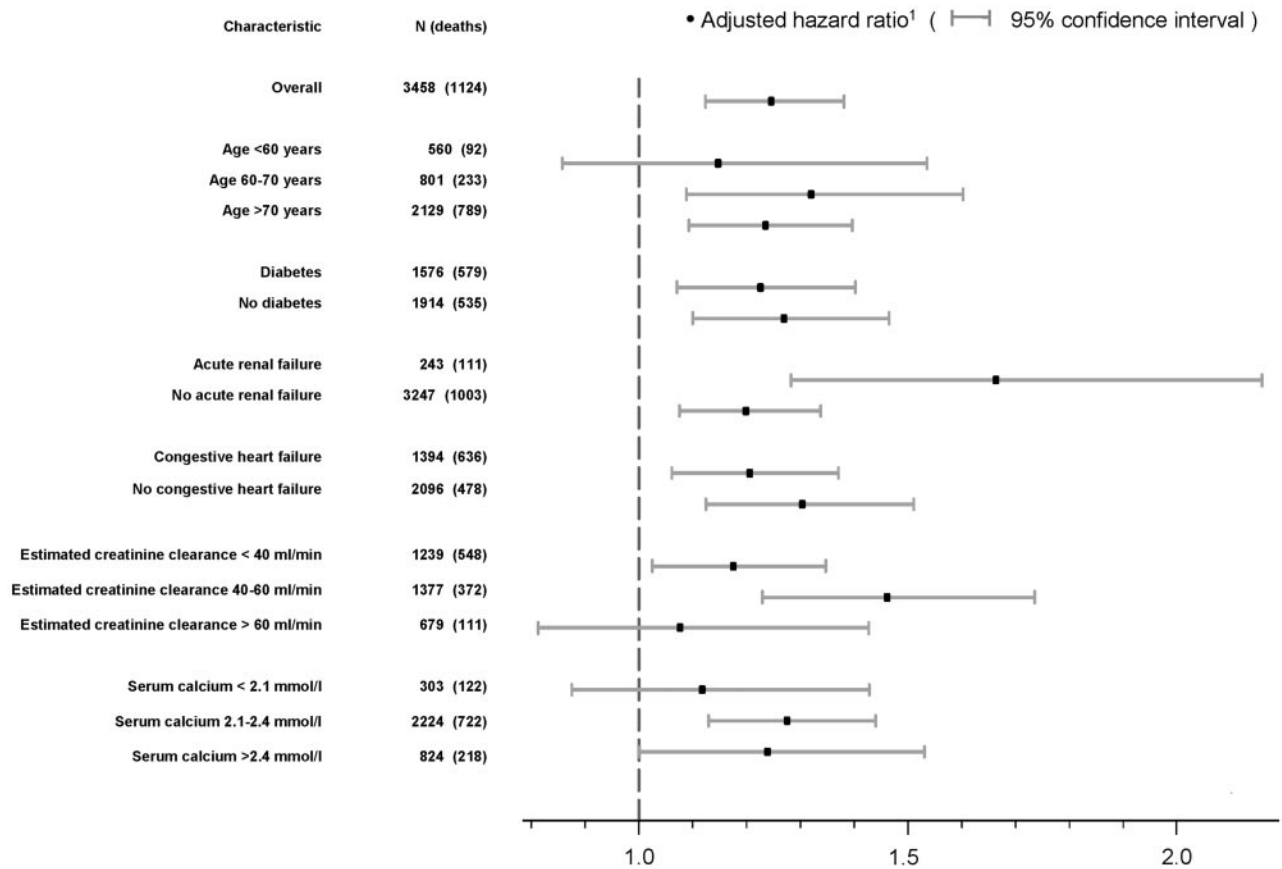 Characteristic N (deaths) Adjusted hazard ratio¹ ( 95% confidence interval )
Overall 3458 (1124)
Age <60 years 560 (92)
Age 60-70 years 801 (233)
Age >70 years 2129 (789)
Diabetes 1576 (579)
No diabetes 1914 (535)
Acute renal failure 243 (111)
No acute renal failure 3247 (1003)
Congestive heart failure 1394 (636)
No congestive heart failure 2096 (478)
Estimated creatinine clearance < 40 ml/min 1239 (548)
Estimated creatinine clearance 40-60 ml/min 1377 (372)
Estimated creatinine clearance > 60 ml/min 679 (111)
Serum calcium < 2.1 mmol/l 303 (122)
Serum calcium 2.1-2.4 mmol/l 2224 (722)
Serum calcium >2.4 mmol/l 824 (218)
1.0 1.5 2.0